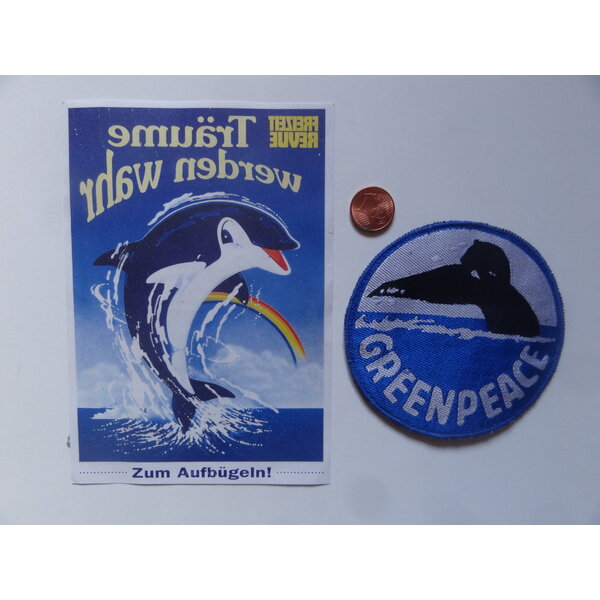 FREIZEIT
REVUE
Träume
werden wahr
Zum Aufbügeln!
GREENPEACE